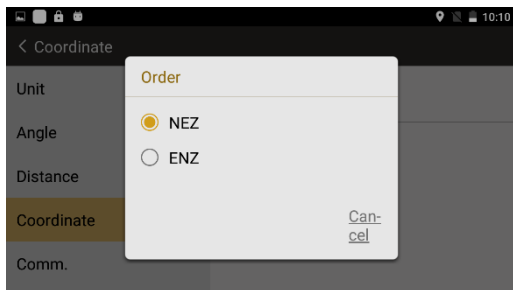 10:10
< Coordinate
Unit
Angle
Distance
Coordinate
Comm.
Order
NEZ
ENZ
Can-
cel